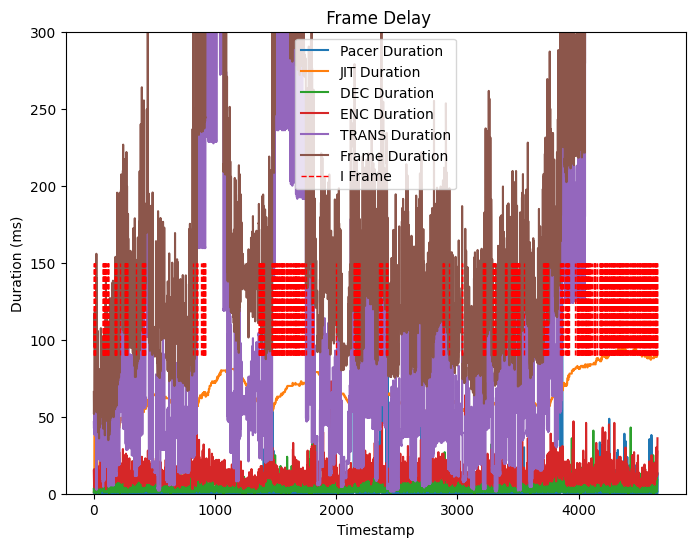 Frame Delay
300
250
200
150
100
50
0
Duration (ms)
Pacer Duration
JIT Duration
DEC Duration
ENC Duration
TRANS Duration
Frame Duration
I Frame
0
1000
2000
3000
4000
Timestamp